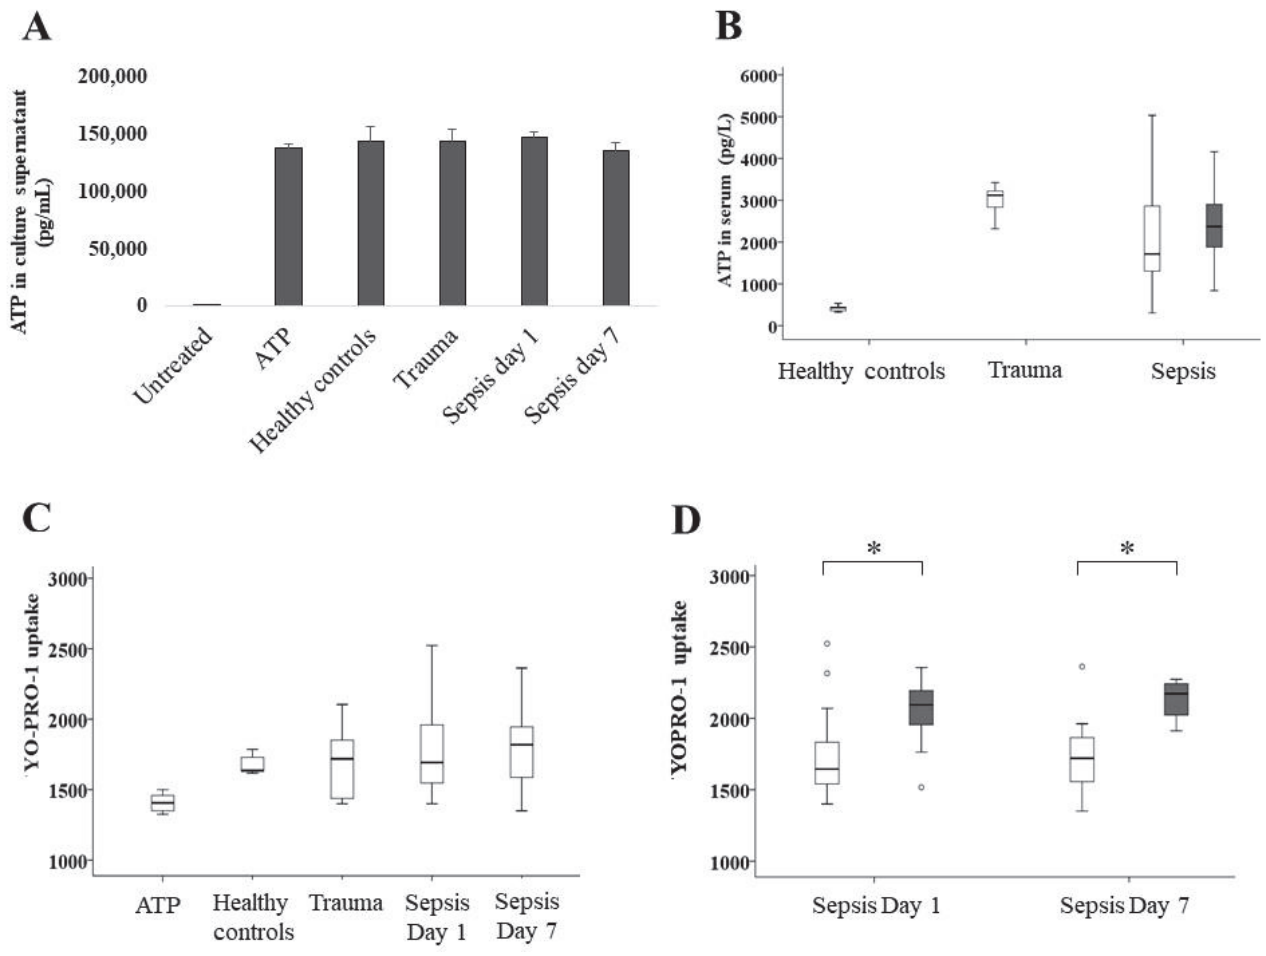 A
ATP in culture supernatant
(pg/mL)
200,000
150,000
100,000
50,000
0
Untreated
ATP
Healthy controls
Trauma
Sepsis day 1
Sepsis day 7
B
ATP in serum (pg/L)
6000
5000
4000
3000
2000
1000
0
Healthy controls
Trauma
Sepsis
C
YO-PRO-1 uptake
3000
2500
2000
1500
1000
ATP
Healthy
controls
Trauma
Sepsis
Day 1
Sepsis
Day 7
D
YOPRO-1 uptake
3000
2500
2000
1500
1000
*
*
Sepsis Day 1
Sepsis Day 7